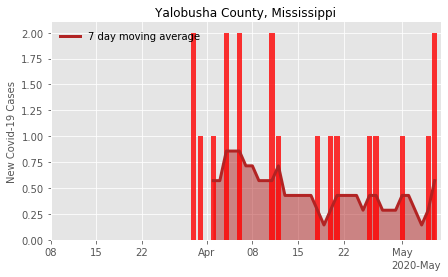 Yalobusha County, Mississippi
7 day moving average
New Covid-19 Cases
2.00
1.75
1.50
1.25
1.00
0.75
0.50
0.25
0.00
08 15 22 Apr 08 15 22 May
2020-May